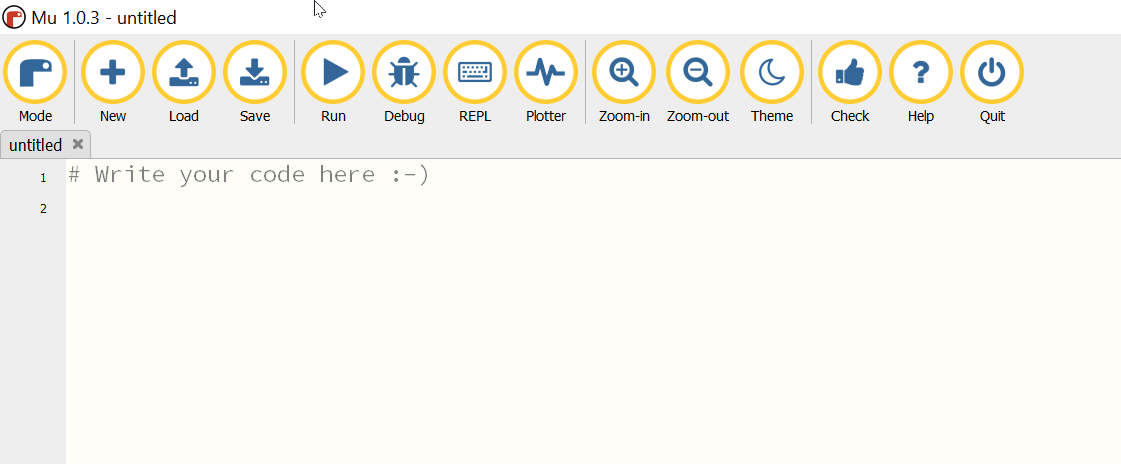 Mu 1.0.3 - untitled
Mode New Load Save Run Debug REPL Plotter Zoom-in Zoom-out Theme Check Help Quit
untitled
1 # Write your code here :-)
2